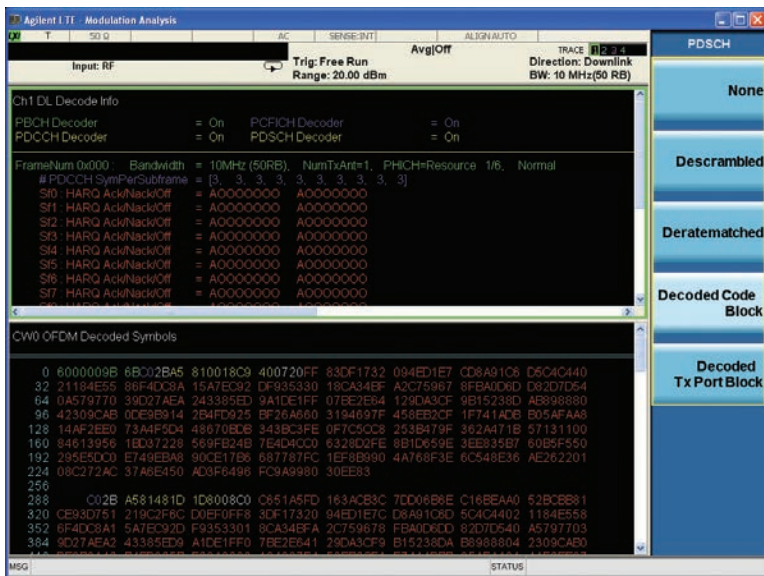 Agilent LTE - Modulation Analysis
T 50 Ω AC SENSE:INT ALIGN AUTO
Avg|Off TRACE 1 2 3 4
Input: RF Trig: Free Run Direction: Downlink
Range: 20.00 dBm BW: 10 MHz(50 RB)
PDSCH
None
Descrambled
Deratematched
Decoded Code Block
Decoded Tx Port Block
Ch1 DL Decode Info
PBCH Decoder = On PCFICH Decoder = On
PDCCH Decoder = On PDSCH Decoder = On
FrameNum 0x000 : Bandwidth = 10MHz (50RB), NumTxAnt=1, PHICH=Resource 1/6, Normal
# PDCCH SymPerSubframe = [3, 3, 3, 3, 3, 3, 3, 3, 3, 3]
Sf0 : HARQ Ack/Nack/Off = AOOOOOOO AOOOOOOO
Sf1 : HARQ Ack/Nack/Off = AOOOOOOO AOOOOOOO
Sf2 : HARQ Ack/Nack/Off = AOOOOOOO AOOOOOOO
Sf3 : HARQ Ack/Nack/Off = AOOOOOOO AOOOOOOO
Sf4 : HARQ Ack/Nack/Off = AOOOOOOO AOOOOOOO
Sf5 : HARQ Ack/Nack/Off = AOOOOOOO AOOOOOOO
Sf6 : HARQ Ack/Nack/Off = AOOOOOOO AOOOOOOO
Sf7 : HARQ Ack/Nack/Off = AOOOOOOO AOOOOOOO
CW0 OFDM Decoded Symbols
0 6000009B 6BC02BA5 810018C9 400720FF 83DF1732 094ED1E7 CD8A91C6 D5C4C440
32 21184E55 86F4DC8A 15A7EC92 DF935330 18CA34BF A2C75967 8FBA0D6D D82D7D54
64 0A579770 39D27AEA 243385ED 9A1DE1FF 07BE2E64 129DA3CF 9B15238D AB898880
96 42309CAB 0DE9B914 2B4FD925 BF26A660 3194697F 458EB2CF 1F741ADB B05AFAA8
128 14AF2EE0 73A4F5D4 48670BDB 343BC3FE 0F7C5CC8 253B479F 362A471B 57131100
160 84613956 1BD37228 569FB24B 7E4D4CC0 6328D2FE 8B1D659E 3EE835B7 60B5F550
192 295E5DC0 E749EBA8 90CE17B6 687787FC 1EF8B990 4A768F3E 6C548E36 AE262201
224 08C272AC 37A6E450 AD3F6496 FC9A9980 30EE83
256
288 C02B A581481D 1D8008C0 C651A5FD 163ACB3C 7DD06B6E C16BEAA0 52BCBB81
320 CE93D751 219C2F6C D0EF0FF8 3DF17320 94ED1E7C D8A91C6D 5C4C4402 1184E558
352 6F4DC8A1 5A7EC92D F9353301 8CA34BFA 2C759678 FBA0D6DD 82D7D540 A5797703
384 9D27AEA2 43385ED9 A1DE1FF0 7BE2E641 29DA3CF9 B15238DA B8988804 2309CAB0
MSG STATUS